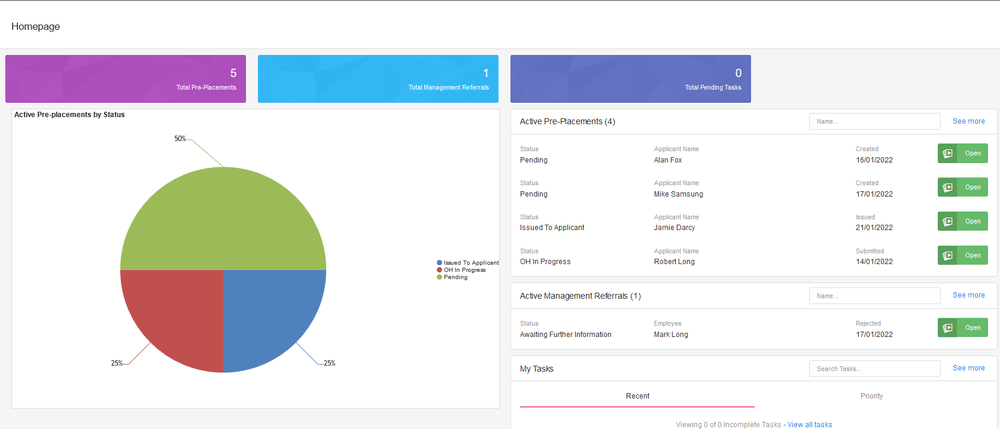 Homepage
5
Total Pre-Placements
1
Total Management Referrals
0
Total Pending Tasks
Active Pre-placements by Status
50%
25%
25%
Issued To Applicant
OH In Progress
Pending
Active Pre-Placements (4)
Name...
See more
Status
Applicant Name
Created
Pending
Alan Fox
16/01/2022
Open
Status
Applicant Name
Created
Pending
Mike Samsung
17/01/2022
Open
Status
Applicant Name
Issued
Issued To Applicant
Jamie Darcy
21/01/2022
Open
Status
Applicant Name
Submitted
OH In Progress
Robert Long
14/01/2022
Open
Active Management Referrals (1)
Name...
See more
Status
Employee
Rejected
Awaiting Further Information
Mark Long
17/01/2022
Open
My Tasks
Search Tasks...
See more
Recent
Priority
Viewing 0 of 0 Incomplete Tasks - View all tasks